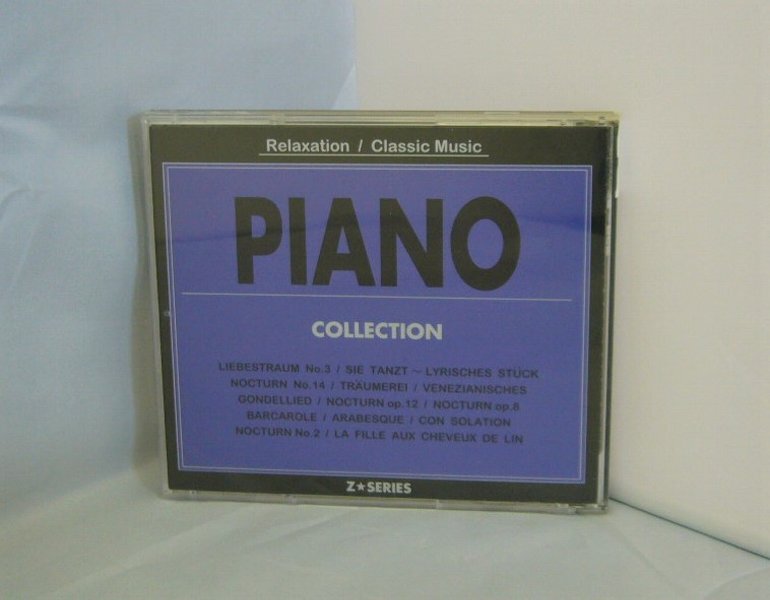 Relaxation / Classic Music
PIANO
COLLECTION
LIEBESTRAUM No.3 / SIE TANZT ~ LYRISCHES STÜCK
NOCTURN No.14 / TRÄUMEREI / VENEZIANISCHES
GONDELLIED / NOCTURN op.12 / NOCTURN op.8
BARCAROLE / ARABESQUE / CON SOLATION
NOCTURN No.2 / LA FILLE AUX CHEVEUX DE LIN
Z★SERIES